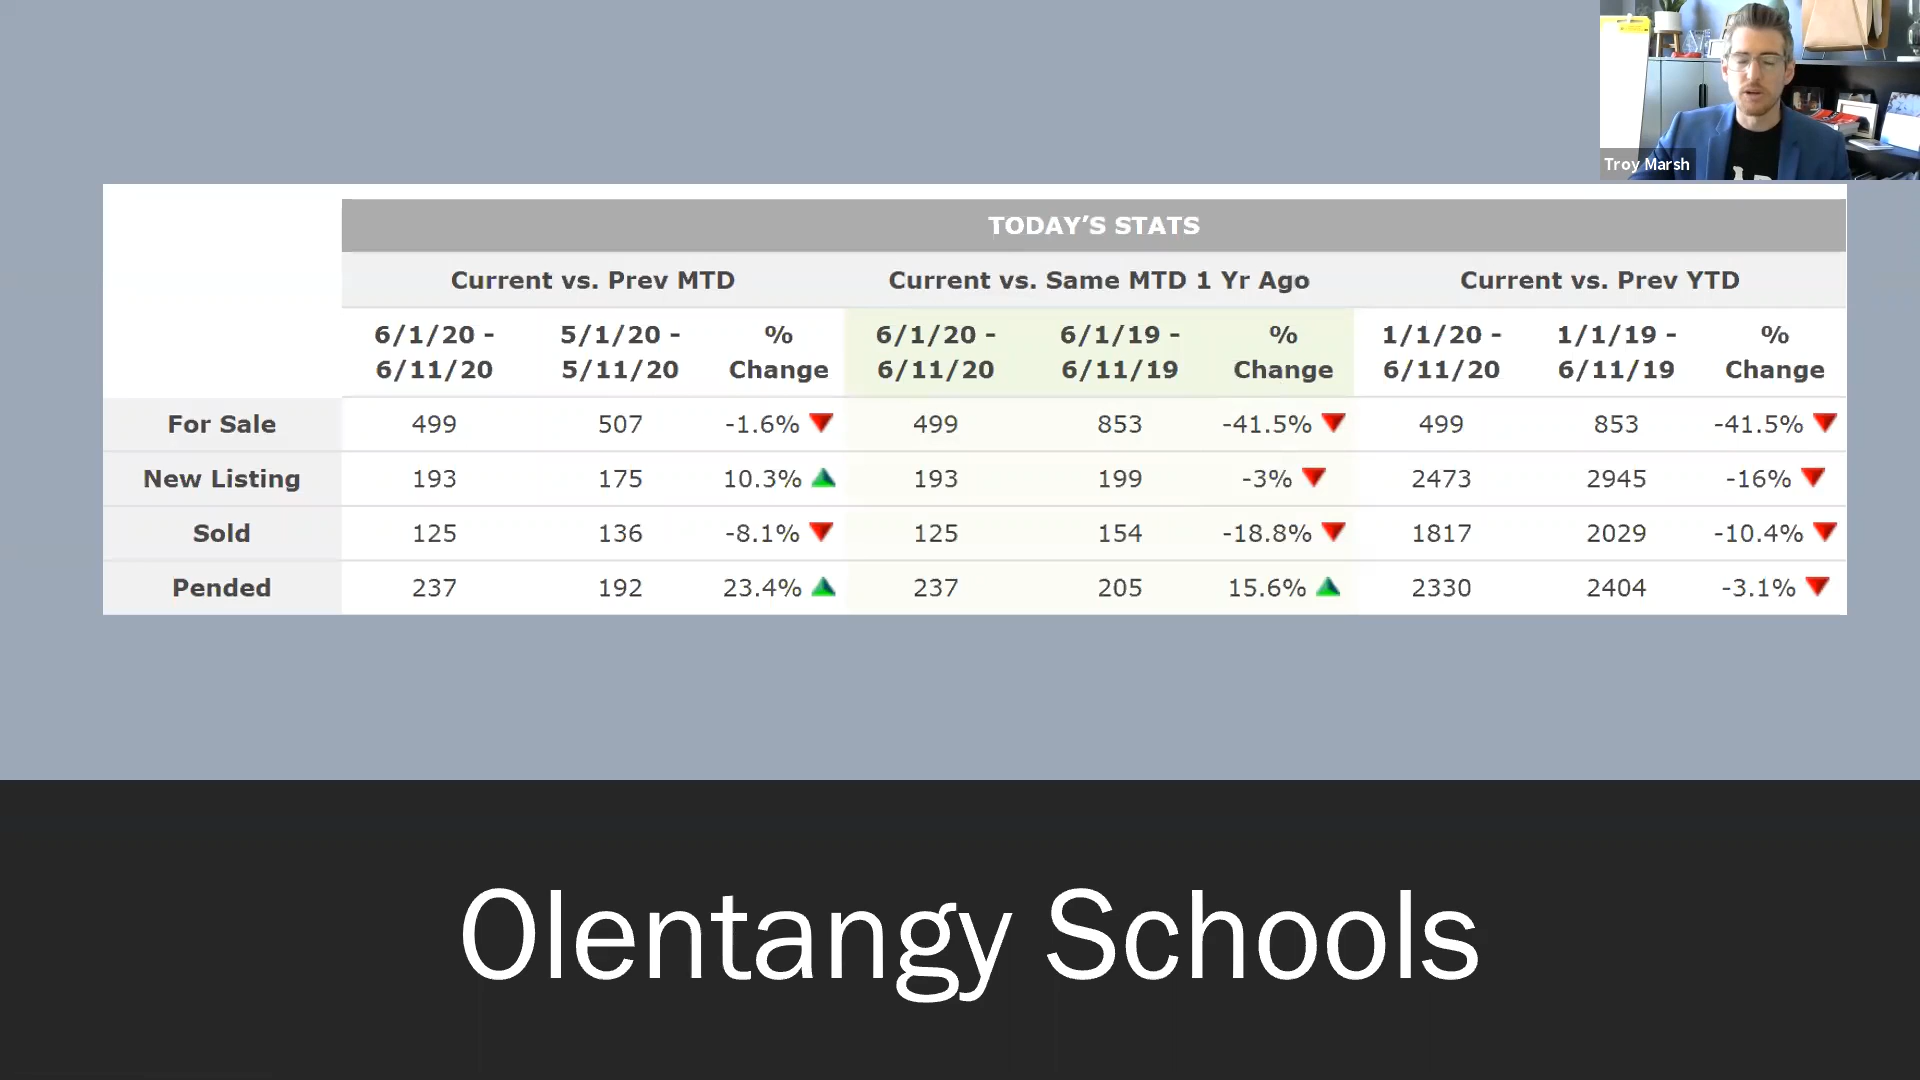 Troy Marsh
TODAY'S STATS
Current vs. Prev MTD Current vs. Same MTD 1 Yr Ago Current vs. Prev YTD
6/1/20 - 5/1/20 - % 6/1/20 - 6/1/19 - % 1/1/20 - 1/1/19 - %
6/11/20 5/11/20 Change 6/11/20 6/11/19 Change 6/11/20 6/11/19 Change
For Sale 499 507 -1.6% 499 853 -41.5% 499 853 -41.5%
New Listing 193 175 10.3% 193 199 -3% 2473 2945 -16%
Sold 125 136 -8.1% 125 154 -18.8% 1817 2029 -10.4%
Pended 237 192 23.4% 237 205 15.6% 2330 2404 -3.1%
Olentangy Schools